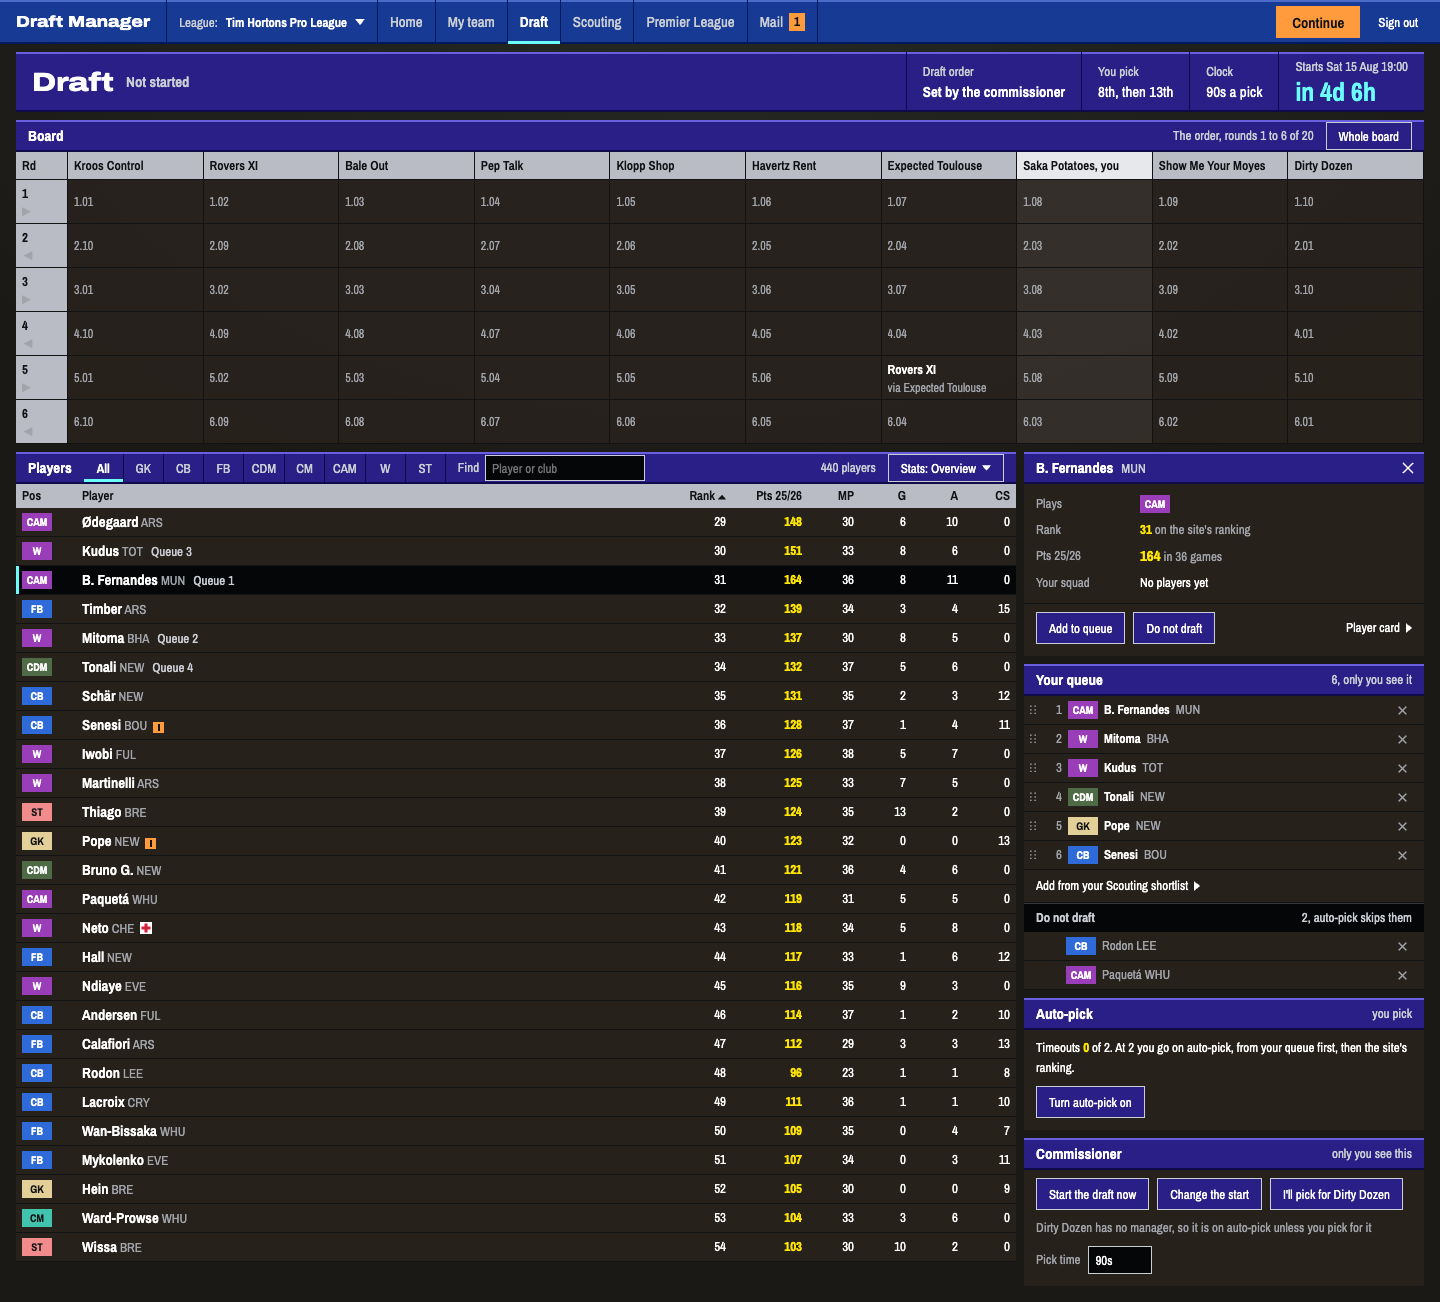 Draft Manager League: Tim Hortons Pro League Home My team Draft Scouting Premier League Mail 1 Continue Sign out
Draft Not started
Draft order
Set by the commissioner
You pick
8th, then 13th
Clock
90s a pick
Starts Sat 15 Aug 19:00
in 4d 6h
Board The order, rounds 1 to 6 of 20 Whole board
Rd Kroos Control Rovers XI Bale Out Pep Talk Klopp Shop Havertz Rent Expected Toulouse Saka Potatoes, you Show Me Your Moyes Dirty Dozen
1 1.01 1.02 1.03 1.04 1.05 1.06 1.07 1.08 1.09 1.10
2 2.10 2.09 2.08 2.07 2.06 2.05 2.04 2.03 2.02 2.01
3 3.01 3.02 3.03 3.04 3.05 3.06 3.07 3.08 3.09 3.10
4 4.10 4.09 4.08 4.07 4.06 4.05 4.04 4.03 4.02 4.01
5 5.01 5.02 5.03 5.04 5.05 5.06 Rovers XI via Expected Toulouse 5.08 5.09 5.10
6 6.10 6.09 6.08 6.07 6.06 6.05 6.04 6.03 6.02 6.01
Players All GK CB FB CDM CM CAM W ST Find Player or club 440 players Stats: Overview
Pos Player Rank Pts 25/26 MP G A CS
CAM Ødegaard ARS 29 148 30 6 10 0
W Kudus TOT Queue 3 30 151 33 8 6 0
CAM B. Fernandes MUN Queue 1 31 164 36 8 11 0
FB Timber ARS 32 139 34 3 4 15
W Mitoma BHA Queue 2 33 137 30 8 5 0
CDM Tonali NEW Queue 4 34 132 37 5 6 0
CB Schär NEW 35 131 35 2 3 12
CB Senesi BOU I 36 128 37 1 4 11
W Iwobi FUL 37 126 38 5 7 0
W Martinelli ARS 38 125 33 7 5 0
ST Thiago BRE 39 124 35 13 2 0
GK Pope NEW I 40 123 32 0 0 13
CDM Bruno G. NEW 41 121 36 4 6 0
CAM Paquetá WHU 42 119 31 5 5 0
W Neto CHE 43 118 34 5 8 0
FB Hall NEW 44 117 33 1 6 12
W Ndiaye EVE 45 116 35 9 3 0
CB Andersen FUL 46 114 37 1 2 10
FB Calafiori ARS 47 112 29 3 3 13
CB Rodon LEE 48 96 23 1 1 8
CB Lacroix CRY 49 111 36 1 1 10
FB Wan-Bissaka WHU 50 109 35 0 4 7
FB Mykolenko EVE 51 107 34 0 3 11
GK Hein BRE 52 105 30 0 0 9
CM Ward-Prowse WHU 53 104 33 3 6 0
ST Wissa BRE 54 103 30 10 2 0
B. Fernandes MUN
Plays CAM
Rank 31 on the site's ranking
Pts 25/26 164 in 36 games
Your squad No players yet
Add to queue Do not draft Player card
Your queue 6, only you see it
1 CAM B. Fernandes MUN
2 W Mitoma BHA
3 W Kudus TOT
4 CDM Tonali NEW
5 GK Pope NEW
6 CB Senesi BOU
Add from your Scouting shortlist
Do not draft 2, auto-pick skips them
CB Rodon LEE
CAM Paquetá WHU
Auto-pick you pick
Timeouts 0 of 2. At 2 you go on auto-pick, from your queue first, then the site's
ranking.
Turn auto-pick on
Commissioner only you see this
Start the draft now Change the start I'll pick for Dirty Dozen
Dirty Dozen has no manager, so it is on auto-pick unless you pick for it
Pick time 90s